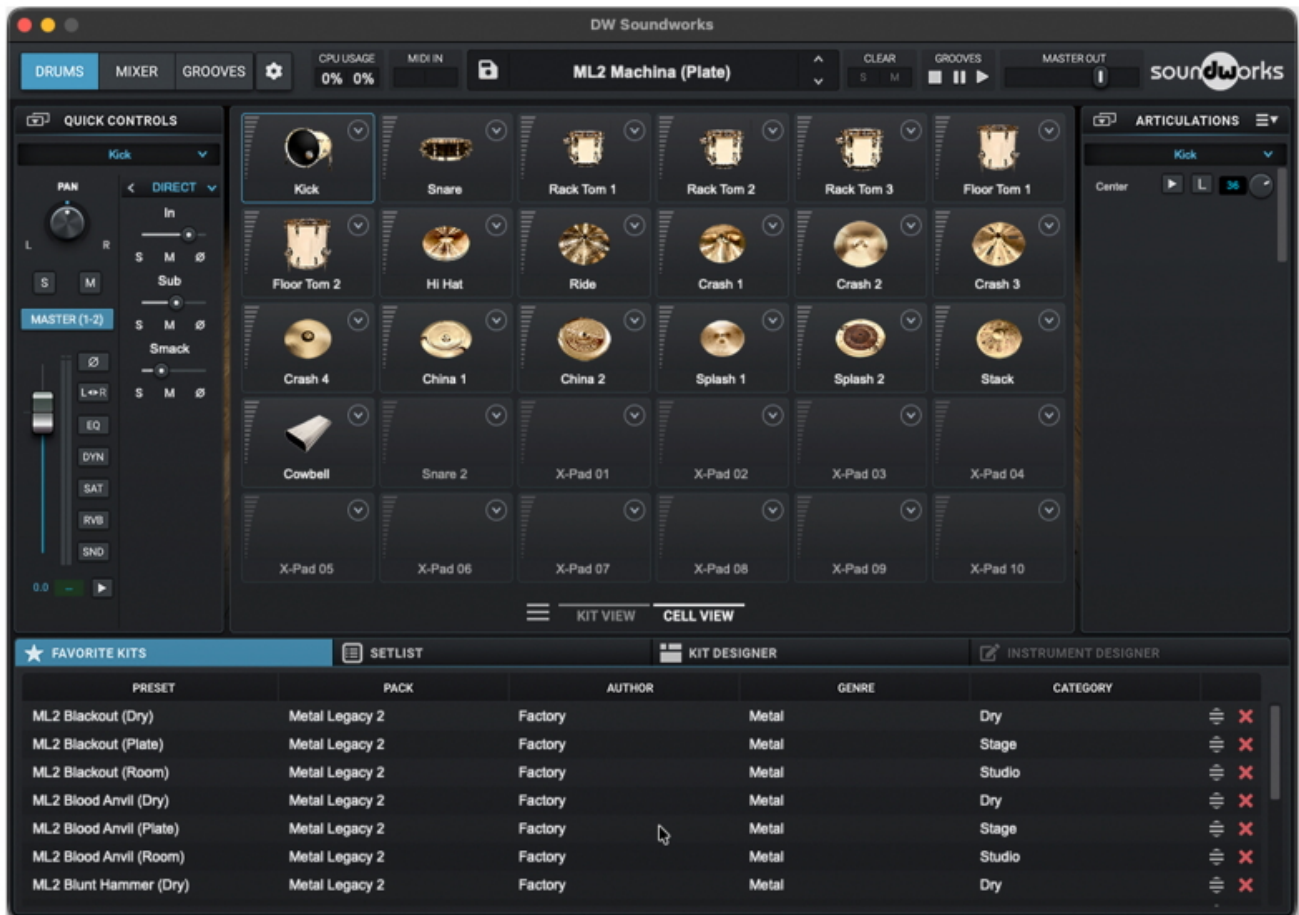 DW Soundworks
DRUMS MIXER GROOVES CPU USAGE 0% 0% MIDI IN ML2 Machina (Plate) CLEAR S M GROOVES MASTER OUT soundworks
QUICK CONTROLS
Kick
PAN
L R
S M
MASTER (1-2)
Ø
L R
EQ
DYN
SAT
RVB
SND
0.0 –
< DIRECT
In
S M Ø
Sub
S M Ø
Smack
S M Ø
Kick Snare Rack Tom 1 Rack Tom 2 Rack Tom 3 Floor Tom 1
Floor Tom 2 Hi Hat Ride Crash 1 Crash 2 Crash 3
Crash 4 China 1 China 2 Splash 1 Splash 2 Stack
Cowbell Snare 2 X-Pad 01 X-Pad 02 X-Pad 03 X-Pad 04
X-Pad 05 X-Pad 06 X-Pad 07 X-Pad 08 X-Pad 09 X-Pad 10
KIT VIEW CELL VIEW
ARTICULATIONS
Kick
Center L 36
FAVORITE KITS SETLIST KIT DESIGNER INSTRUMENT DESIGNER
PRESET PACK AUTHOR GENRE CATEGORY
ML2 Blackout (Dry) Metal Legacy 2 Factory Metal Dry
ML2 Blackout (Plate) Metal Legacy 2 Factory Metal Stage
ML2 Blackout (Room) Metal Legacy 2 Factory Metal Studio
ML2 Blood Anvil (Dry) Metal Legacy 2 Factory Metal Dry
ML2 Blood Anvil (Plate) Metal Legacy 2 Factory Metal Stage
ML2 Blood Anvil (Room) Metal Legacy 2 Factory Metal Studio
ML2 Blunt Hammer (Dry) Metal Legacy 2 Factory Metal Dry